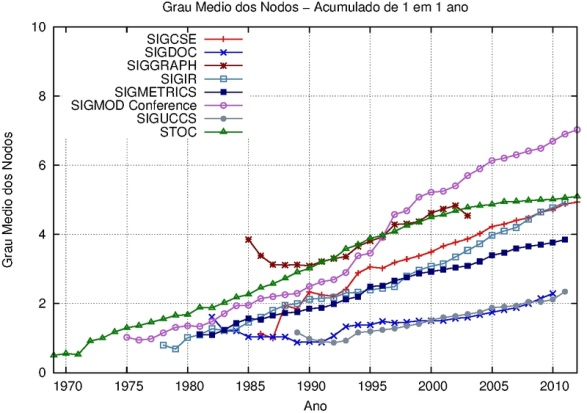 Grau Medio dos Nodos − Acumulado de 1 em 1 ano
10
8
6
4
2
0
Grau Medio dos Nodos
SIGCSE
SIGDOC
SIGGRAPH
SIGIR
SIGMETRICS
SIGMOD Conference
SIGUCCS
STOC
1970 1975 1980 1985 1990 1995 2000 2005 2010
Ano